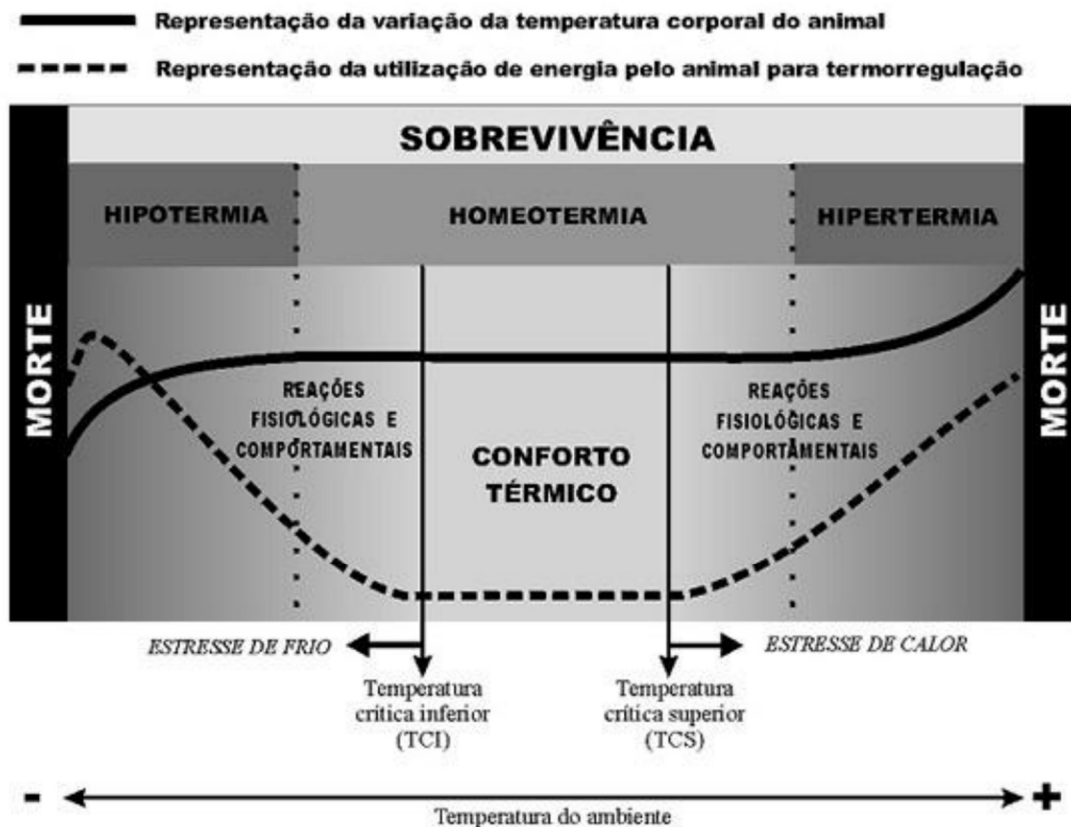 Representação da variação da temperatura corporal do animal
Representação da utilização de energia pelo animal para termorregulação
SOBREVIVÊNCIA
HIPOTERMIA
HOMEOTERMIA
HIPERTERMIA
MORTE
MORTE
REAÇÕES
FISIOLÓGICAS E
COMPORTAMENTAIS
CONFORTO
TÉRMICO
REAÇÕES
FISIOLÓGICAS E
COMPORTAMENTAIS
ESTRESSE DE FRIO
ESTRESSE DE CALOR
Temperatura
crítica inferior
(TCI)
Temperatura
crítica superior
(TCS)
- +
Temperatura do ambiente